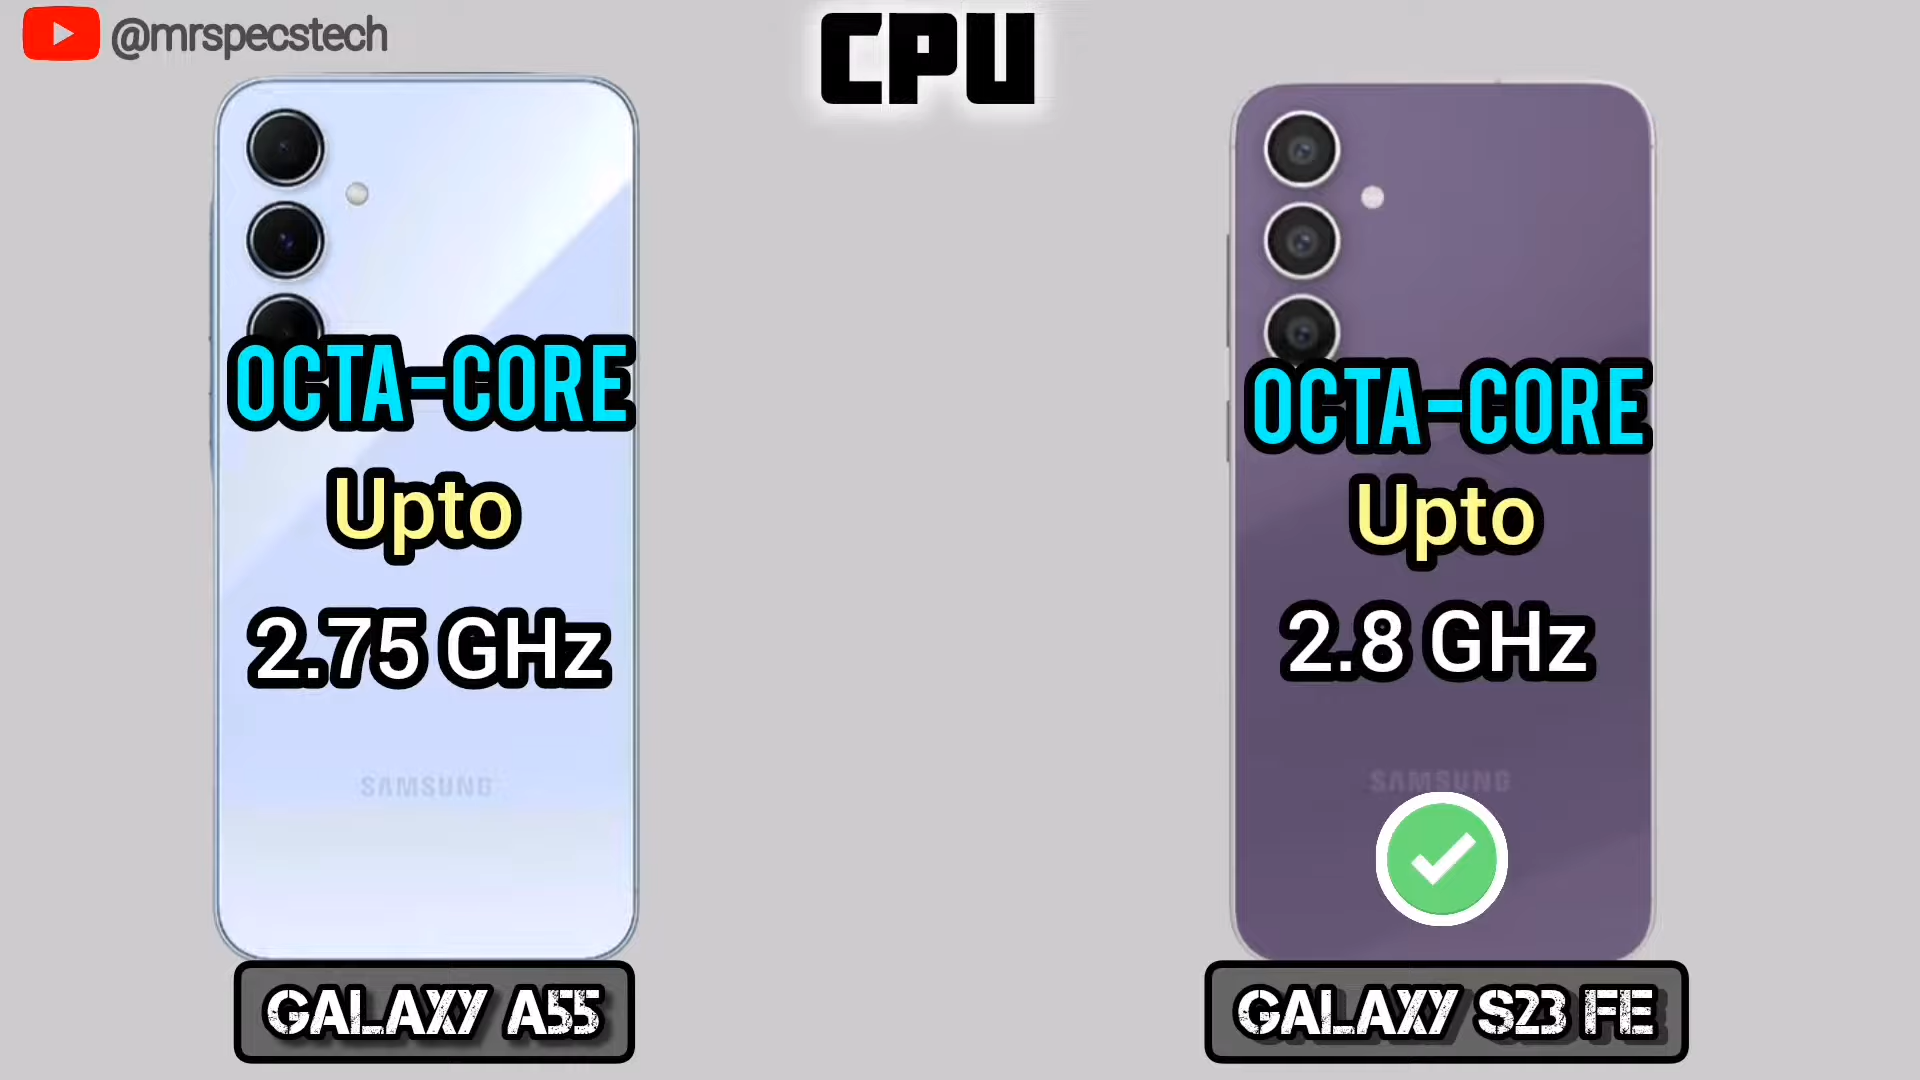 @mrspecstech
CPU
OCTA-CORE
Upto
2.75 GHz
SAMSUNG
GALAXY A55
OCTA-CORE
Upto
2.8 GHz
SAMSUNG
GALAXY S23 FE